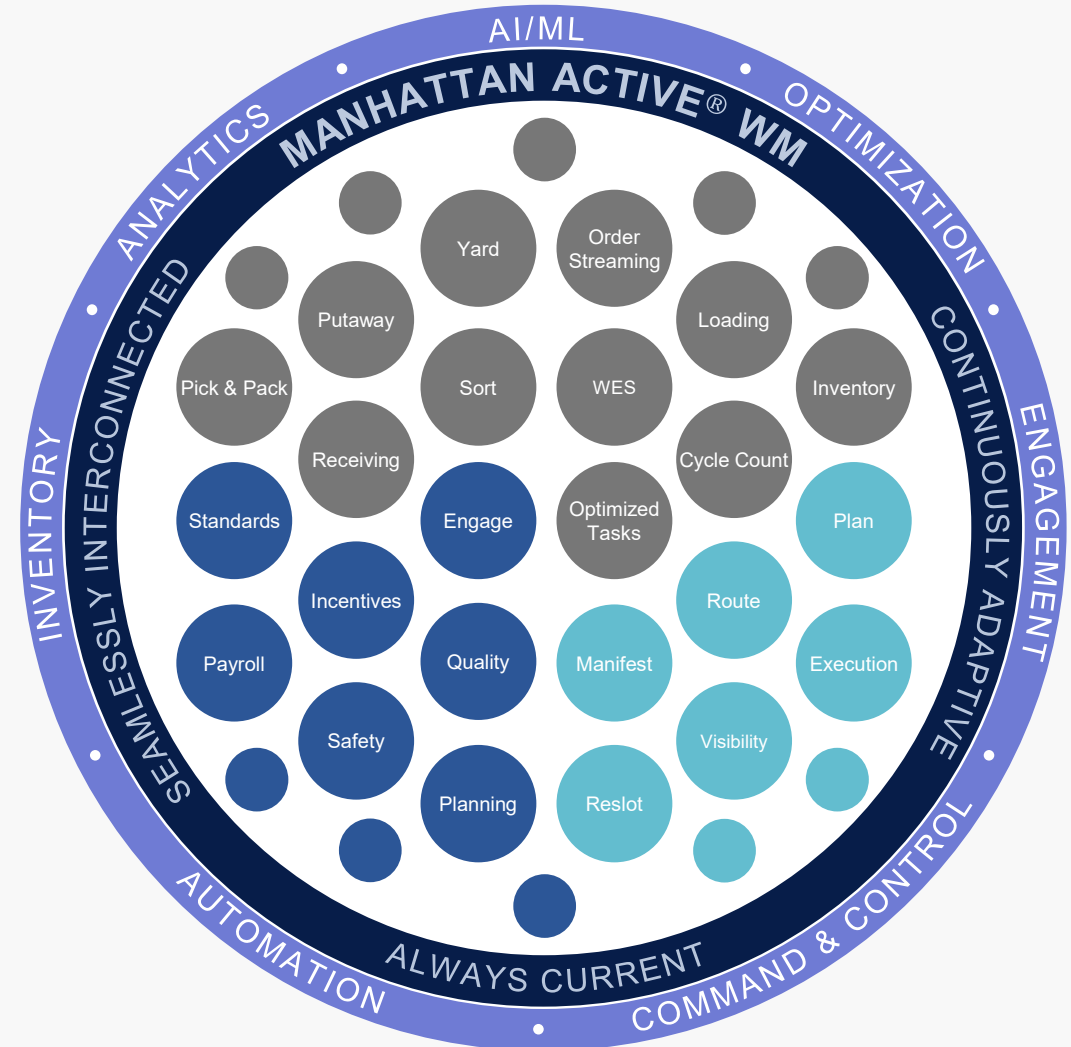 AI/ML
OPTIMIZATION
ENGAGEMENT
COMMAND & CONTROL
AUTOMATION
INVENTORY
ANALYTICS
MANHATTAN ACTIVE® WM
CONTINUOUSLY ADAPTIVE
ALWAYS CURRENT
SEAMLESSLY INTERCONNECTED
Yard
Order
Streaming
Putaway
Loading
Pick & Pack
Sort
WES
Inventory
Receiving
Cycle Count
Standards
Engage
Optimized
Tasks
Plan
Incentives
Route
Payroll
Quality
Manifest
Execution
Safety
Visibility
Planning
Reslot